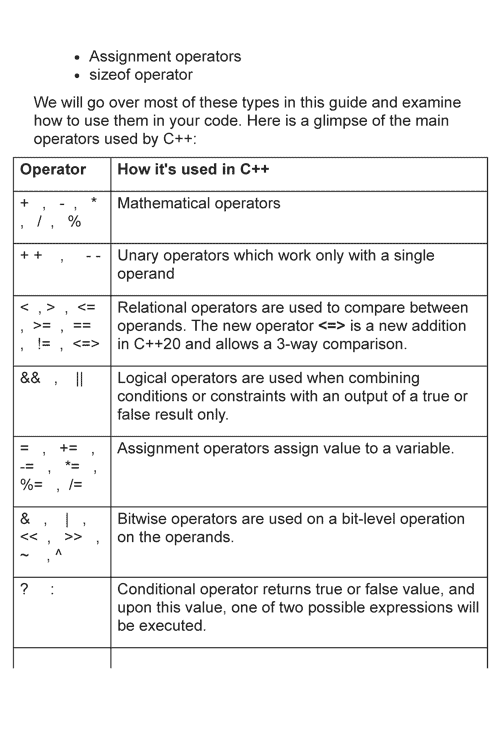 • Assignment operators
• sizeof operator
We will go over most of these types in this guide and examine
how to use them in your code. Here is a glimpse of the main
operators used by C++:
Operator How it's used in C++
+ , - , * Mathematical operators
, / , %
+ + , - - Unary operators which work only with a single
operand
< , > , <= Relational operators are used to compare between
, >= , == operands. The new operator <=> is a new addition
, != , <=> in C++20 and allows a 3-way comparison.
&& , || Logical operators are used when combining
conditions or constraints with an output of a true or
false result only.
= , += , Assignment operators assign value to a variable.
-= , *= ,
%= , /=
& , | , Bitwise operators are used on a bit-level operation
<< , >> , on the operands.
~ , ^
? : Conditional operator returns true or false value, and
upon this value, one of two possible expressions will
be executed.